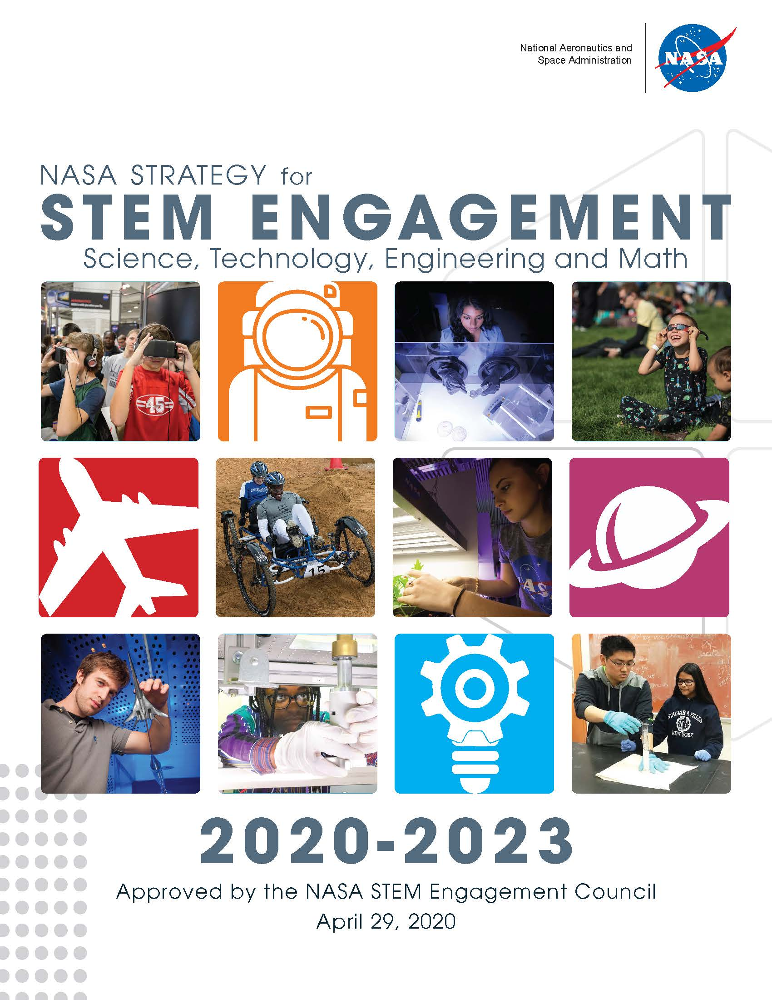 National Aeronautics and
Space Administration
NASA
NASA STRATEGY for
STEM ENGAGEMENT
Science, Technology, Engineering and Math
AERONAUTICS
45
15
NIAGARA FALLS
NEW YORK
2020-2023
Approved by the NASA STEM Engagement Council
April 29, 2020